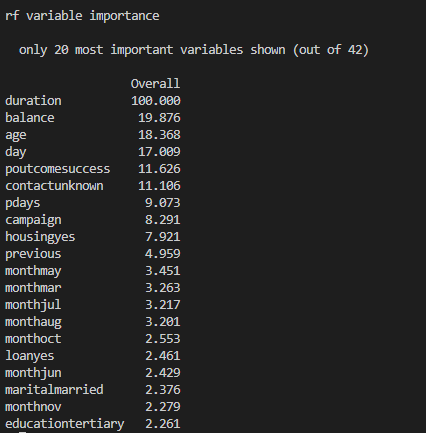 rf variable importance
only 20 most important variables shown (out of 42)
Overall
duration 100.000
balance 19.876
age 18.368
day 17.009
poutcomesuccess 11.626
contactunknown 11.106
pdays 9.073
campaign 8.291
housingyes 7.921
previous 4.959
monthmay 3.451
monthmar 3.263
monthjul 3.217
monthaug 3.201
monthoct 2.553
loanyes 2.461
monthjun 2.429
maritalmarried 2.376
monthnov 2.279
educationtertiary 2.261